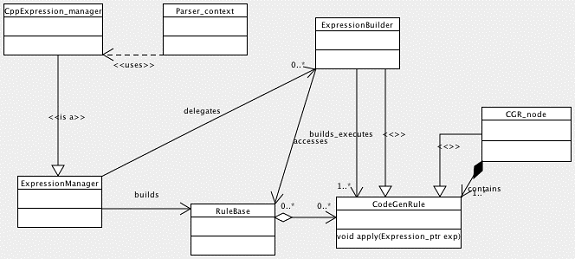 CppExpression_manager
Parser_context
ExpressionBuilder
<<uses>>
0..*
delegates
<<is a>>
builds_executes
<<>>
accesses
CGR_node
<<>>
ExpressionManager
builds
1..*
contains
1..*
RuleBase
0..*
0..*
CodeGenRule
void apply(Expression_ptr exp)